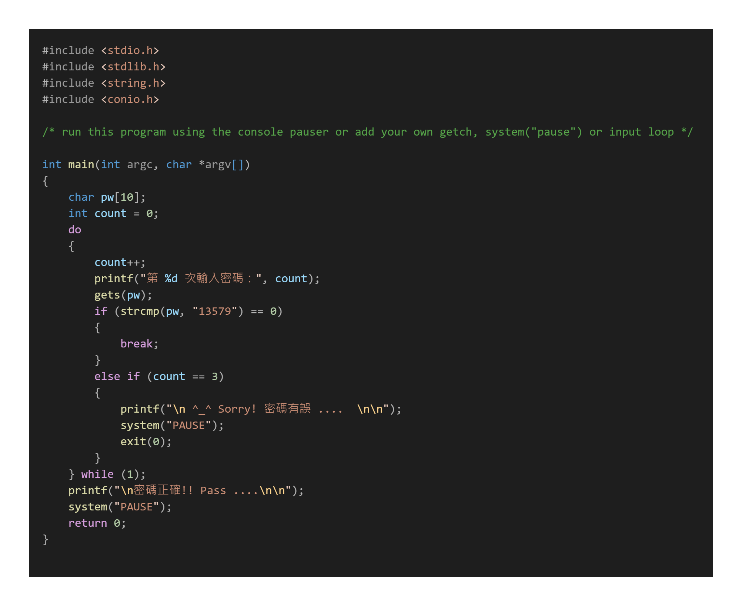 #include <stdio.h>
#include <stdlib.h>
#include <string.h>
#include <conio.h>
/* run this program using the console pauser or add your own getch, system("pause") or input loop */
int main(int argc, char *argv[])
{
    char pw[10];
    int count = 0;
    do
    {
        count++;
        printf("第 %d 次輸入密碼：", count);
        gets(pw);
        if (strcmp(pw, "13579") == 0)
        {
            break;
        }
        else if (count == 3)
        {
            printf("\n ^_^ Sorry! 密碼有誤 ....  \n\n");
            system("PAUSE");
            exit(0);
        }
    } while (1);
    printf("\n密碼正確!! Pass ....\n\n");
    system("PAUSE");
    return 0;
}